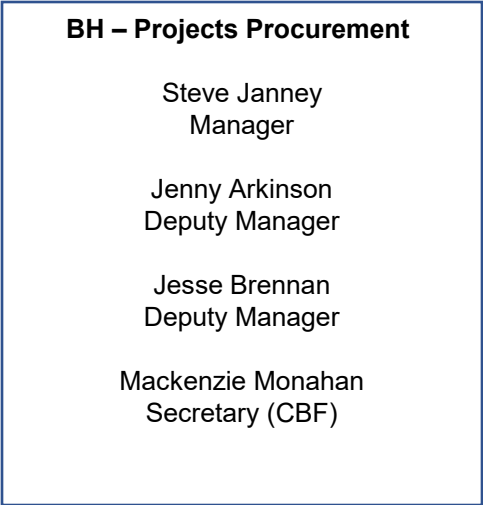 BH – Projects Procurement
Steve Janney
Manager
Jenny Arkinson
Deputy Manager
Jesse Brennan
Deputy Manager
Mackenzie Monahan
Secretary (CBF)